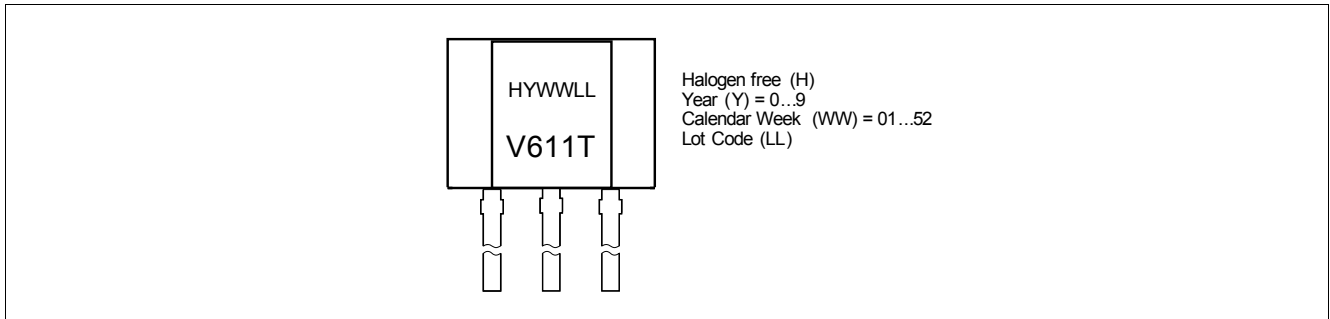 HYWWLL
V611T
Halogen free (H)
Year (Y) = 0...9
Calendar Week (WW) = 01...52
Lot Code (LL)